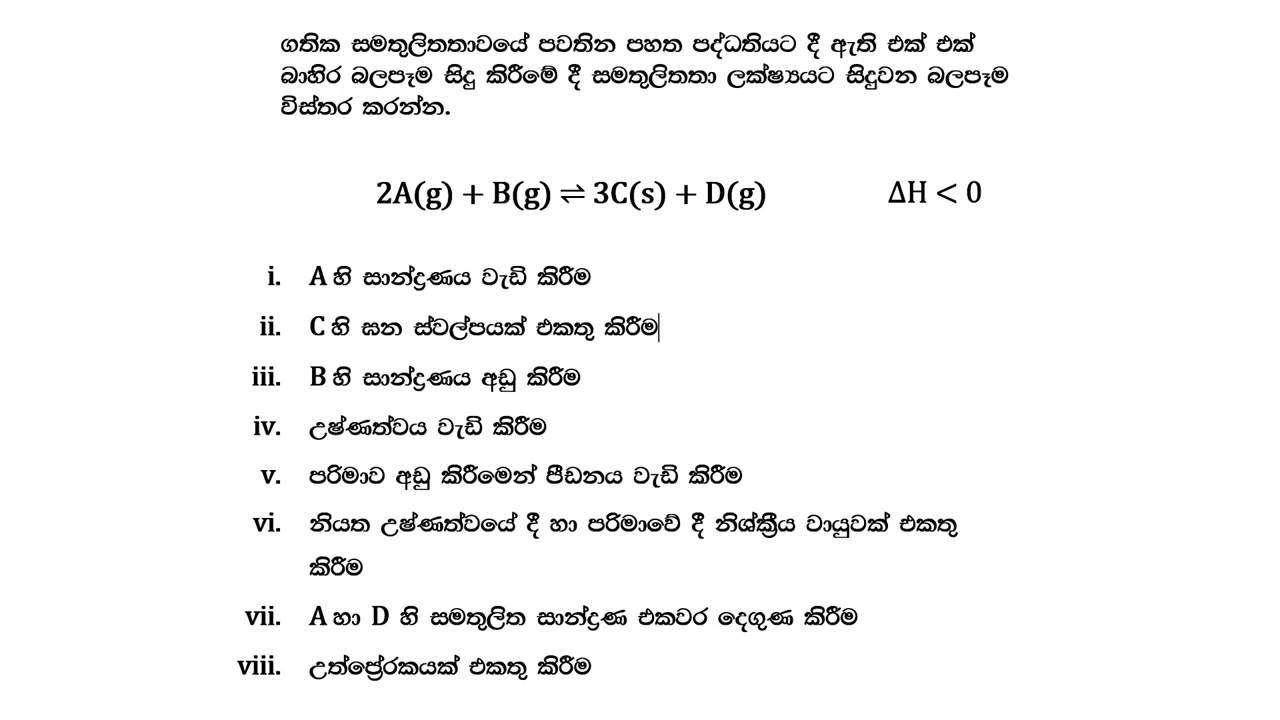 ගතික සමතුලිතතාවයේ පවතින පහත පද්ධතියට දී ඇති එක් එක්
බාහිර බලපෑම සිදු කිරීමේ දී සමතුලිතතා ලක්ෂ්‍යයට සිදුවන බලපෑම
විස්තර කරන්න.
2A(g) + B(g) ⇌ 3C(s) + D(g) ΔH < 0
i. A හි සාන්ද්‍රණය වැඩි කිරීම
ii. C හි ඝන ස්වල්පයක් එකතු කිරීම
iii. B හි සාන්ද්‍රණය අඩු කිරීම
iv. උෂ්ණත්වය වැඩි කිරීම
v. පරිමාව අඩු කිරීමෙන් පීඩනය වැඩි කිරීම
vi. නියත උෂ්ණත්වයේ දී හා පරිමාවේ දී නිශ්ක්‍රීය වායුවක් එකතු
කිරීම
vii. A හා D හි සමතුලිත සාන්ද්‍රණ එකවර දෙගුණ කිරීම
viii. උත්ප්‍රේරකයක් එකතු කිරීම